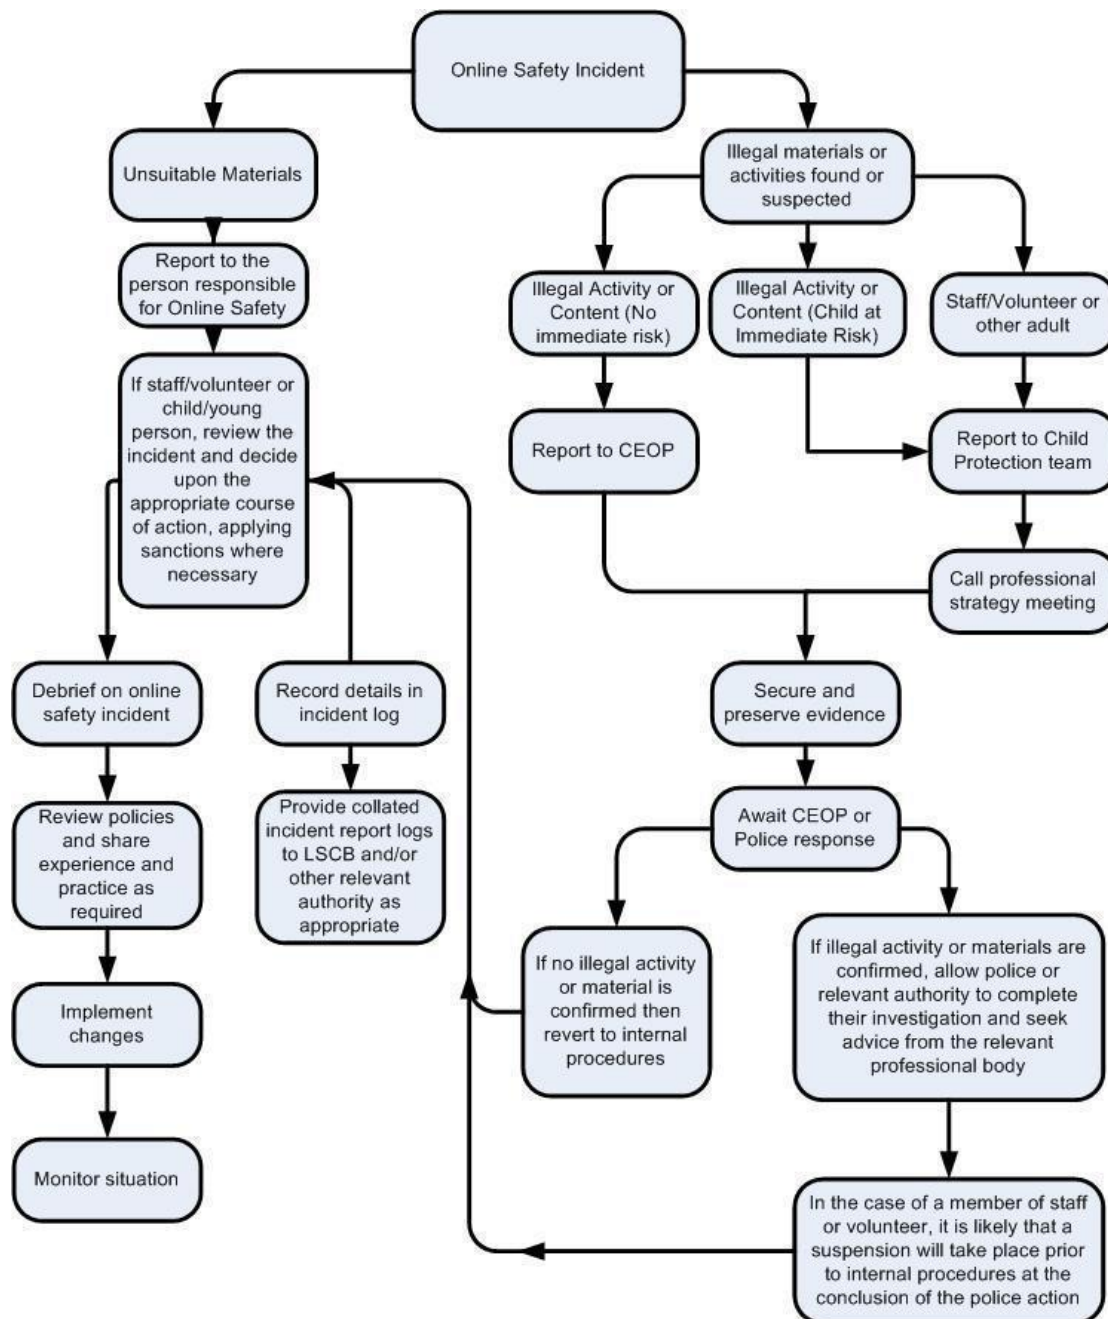 Online Safety Incident
Unsuitable Materials
Illegal materials or
activities found or
suspected
Report to the
person responsible
for Online Safety
Illegal Activity or
Content (No
immediate risk)
Illegal Activity or
Content (Child at
Immediate Risk)
Staff/Volunteer or
other adult
If staff/volunteer or
child/young
person, review the
incident and decide
upon the
appropriate course
of action, applying
sanctions where
necessary
Report to CEOP
Report to Child
Protection team
Call professional
strategy meeting
Debrief on online
safety incident
Record details in
incident log
Secure and
preserve evidence
Review policies
and share
experience and
practice as
required
Provide collated
incident report logs
to LSCB and/or
other relevant
authority as
appropriate
Await CEOP or
Police response
If no illegal activity
or material is
confirmed then
revert to internal
procedures
If illegal activity or materials are
confirmed, allow police or
relevant authority to complete
their investigation and seek
advice from the relevant
professional body
Implement
changes
Monitor situation
In the case of a member of staff
or volunteer, it is likely that a
suspension will take place prior
to internal procedures at the
conclusion of the police action